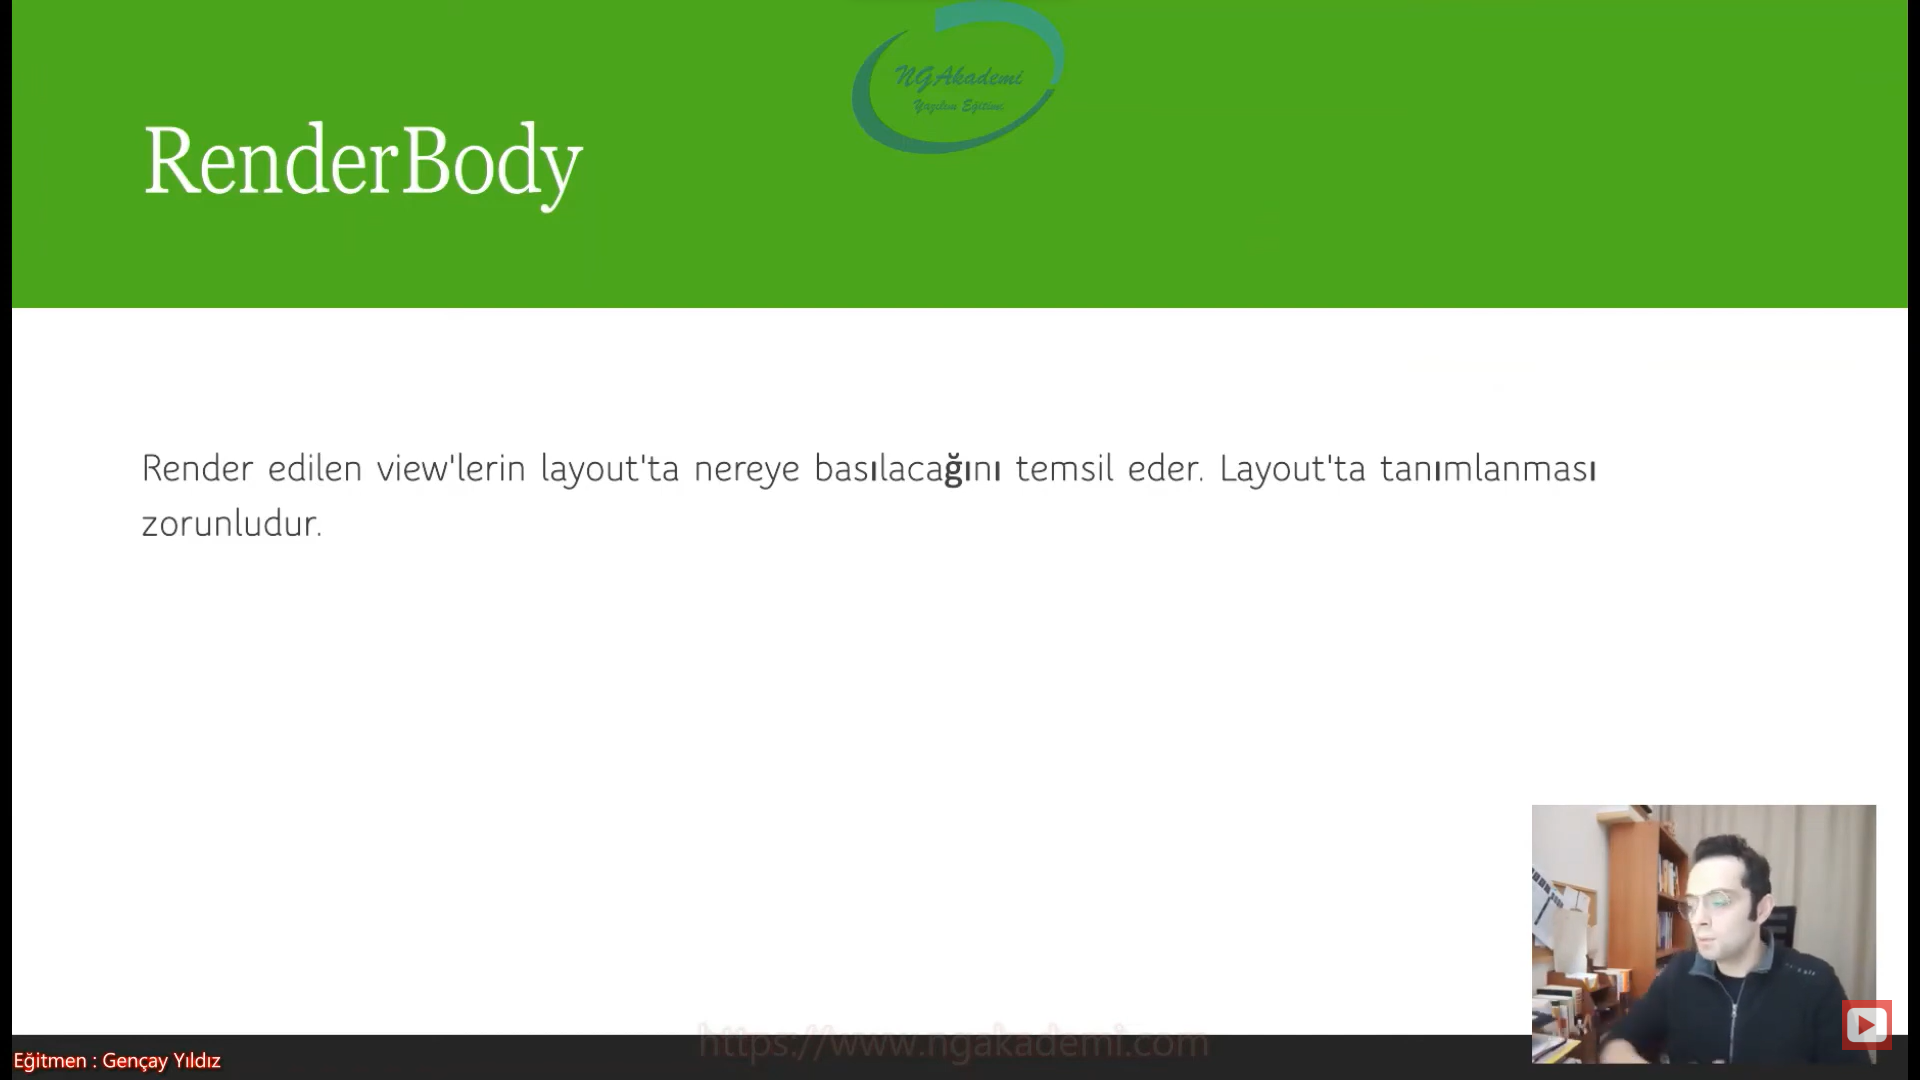 NGAkademi
Yazılım Eğitimi
RenderBody
Render edilen view'lerin layout'ta nereye basılacağını temsil eder. Layout'ta tanımlanması
zorunludur.
https://www.ngakademi.com
Eğitmen : Gençay Yıldız